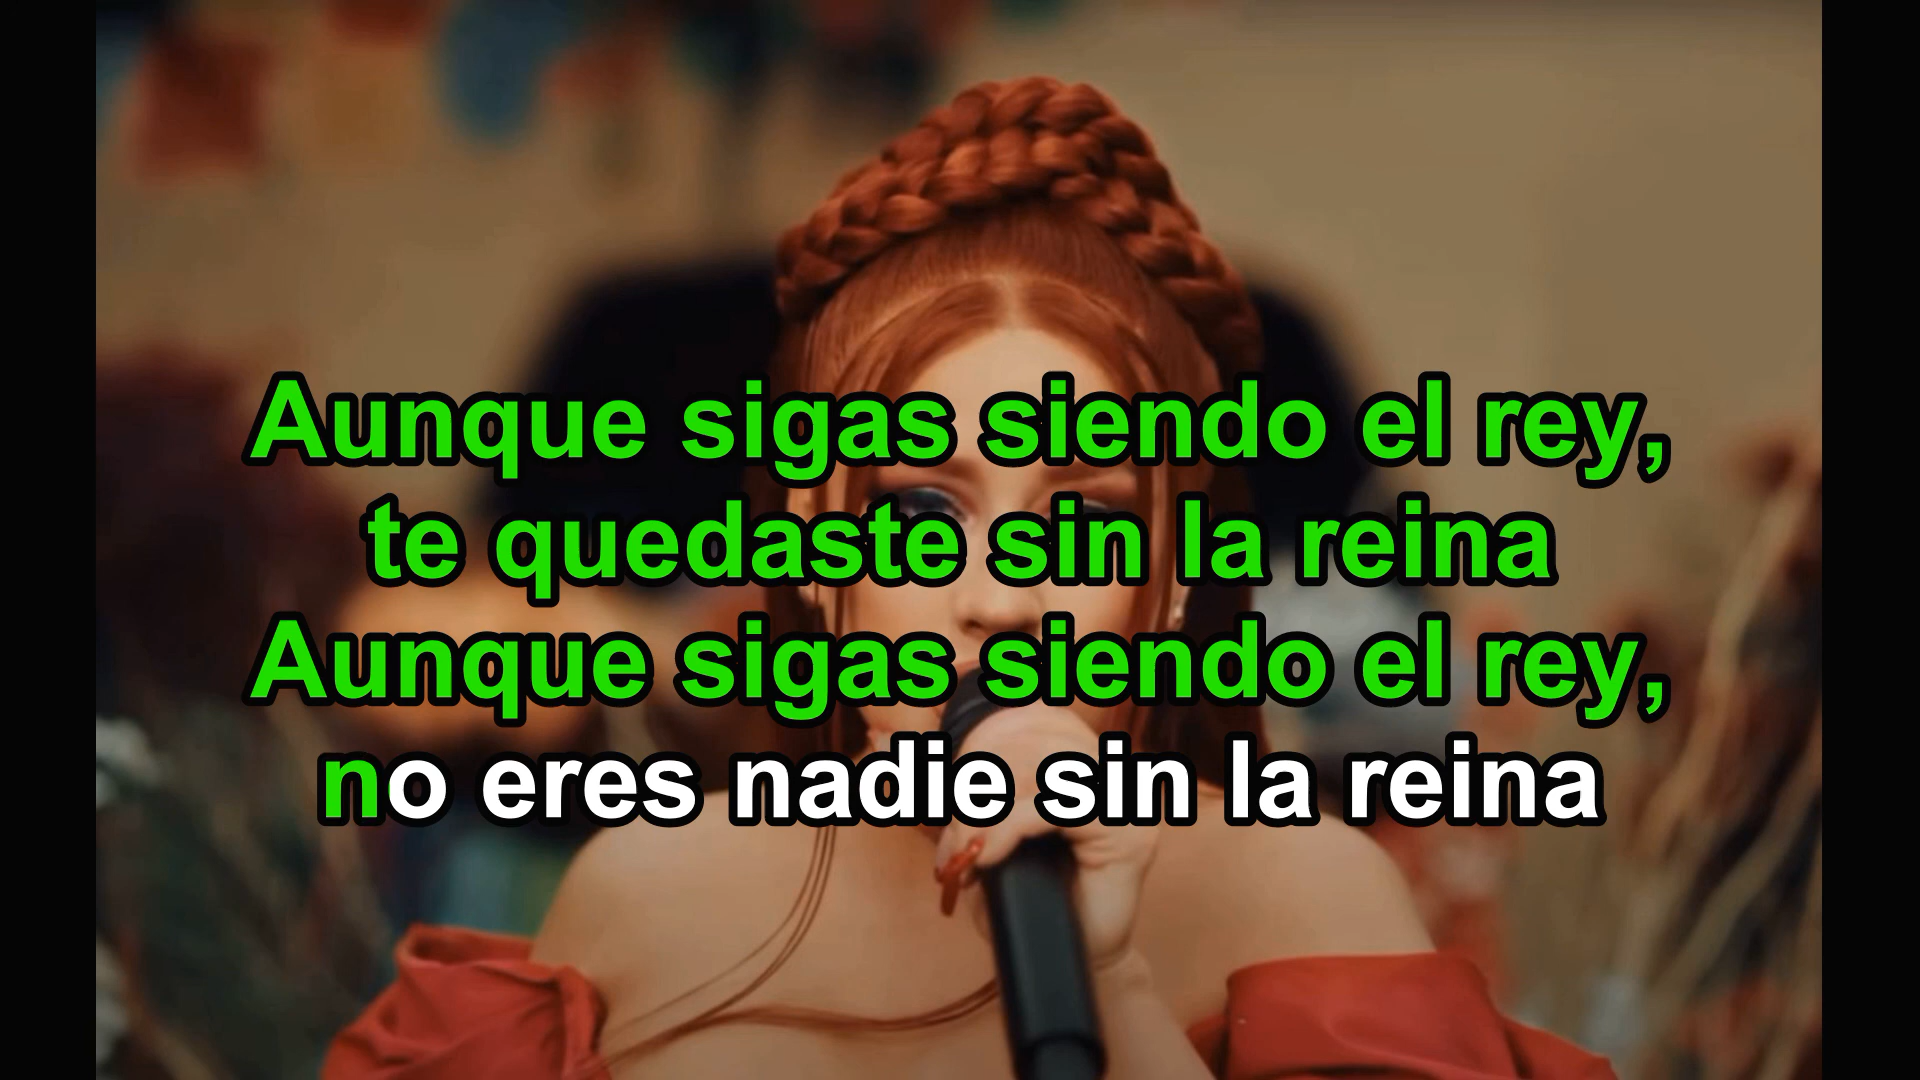 Aunque sigas siendo el rey,
te quedaste sin la reina
Aunque sigas siendo el rey,
no eres nadie sin la reina